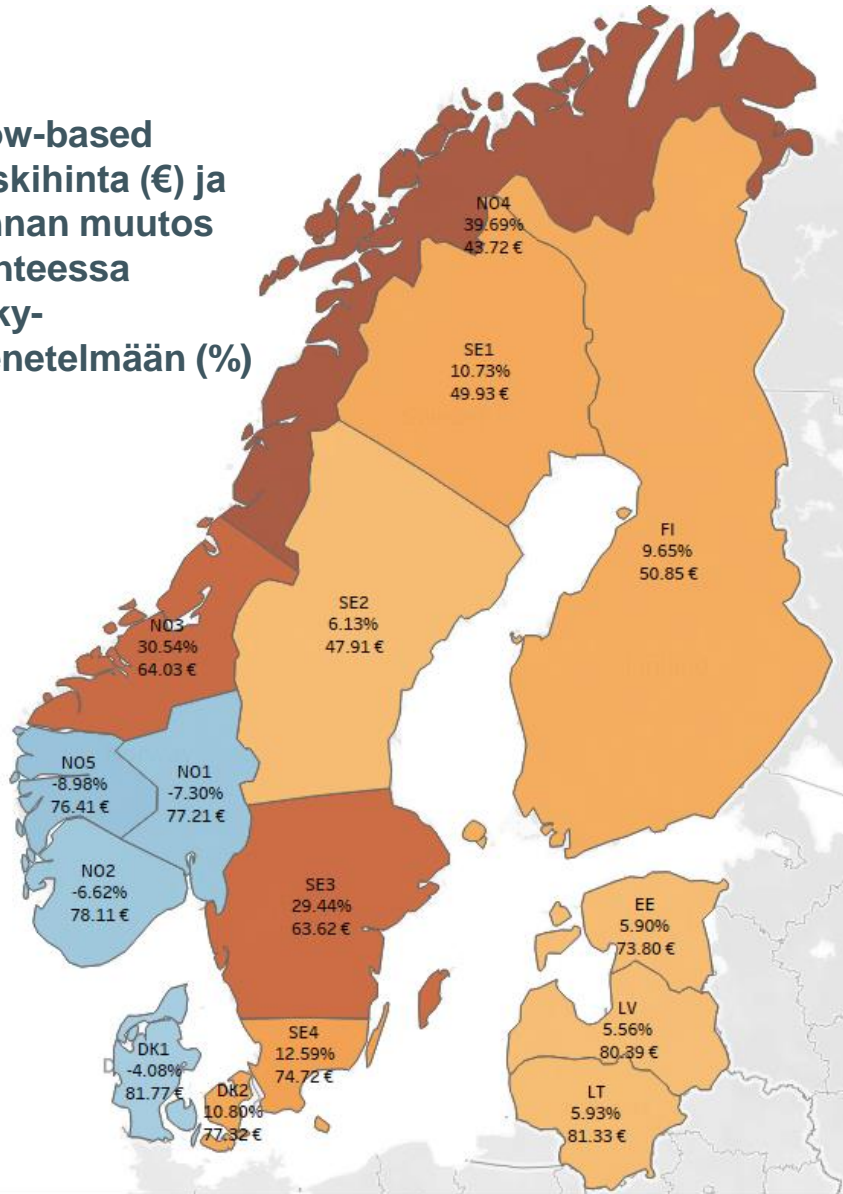 ow-based
skihinta (€) ja
nnan muutos
hteessa
ky-
netelmään (%)
NO4
39.69%
43.72 €
SE1
10.73%
49.93 €
FI
9.65%
50.85 €
SE2
6.13%
47.91 €
NO3
30.54%
64.03 €
NO5
-8.98%
76.41 €
NO1
-7.30%
77.21 €
NO2
-6.62%
78.11 €
SE3
29.44%
63.62 €
EE
5.90%
73.80 €
LV
5.56%
80.39 €
LT
5.93%
81.33 €
SE4
12.59%
74.72 €
DK1
-4.08%
81.77 €
DK2
10.80%
77.32 €